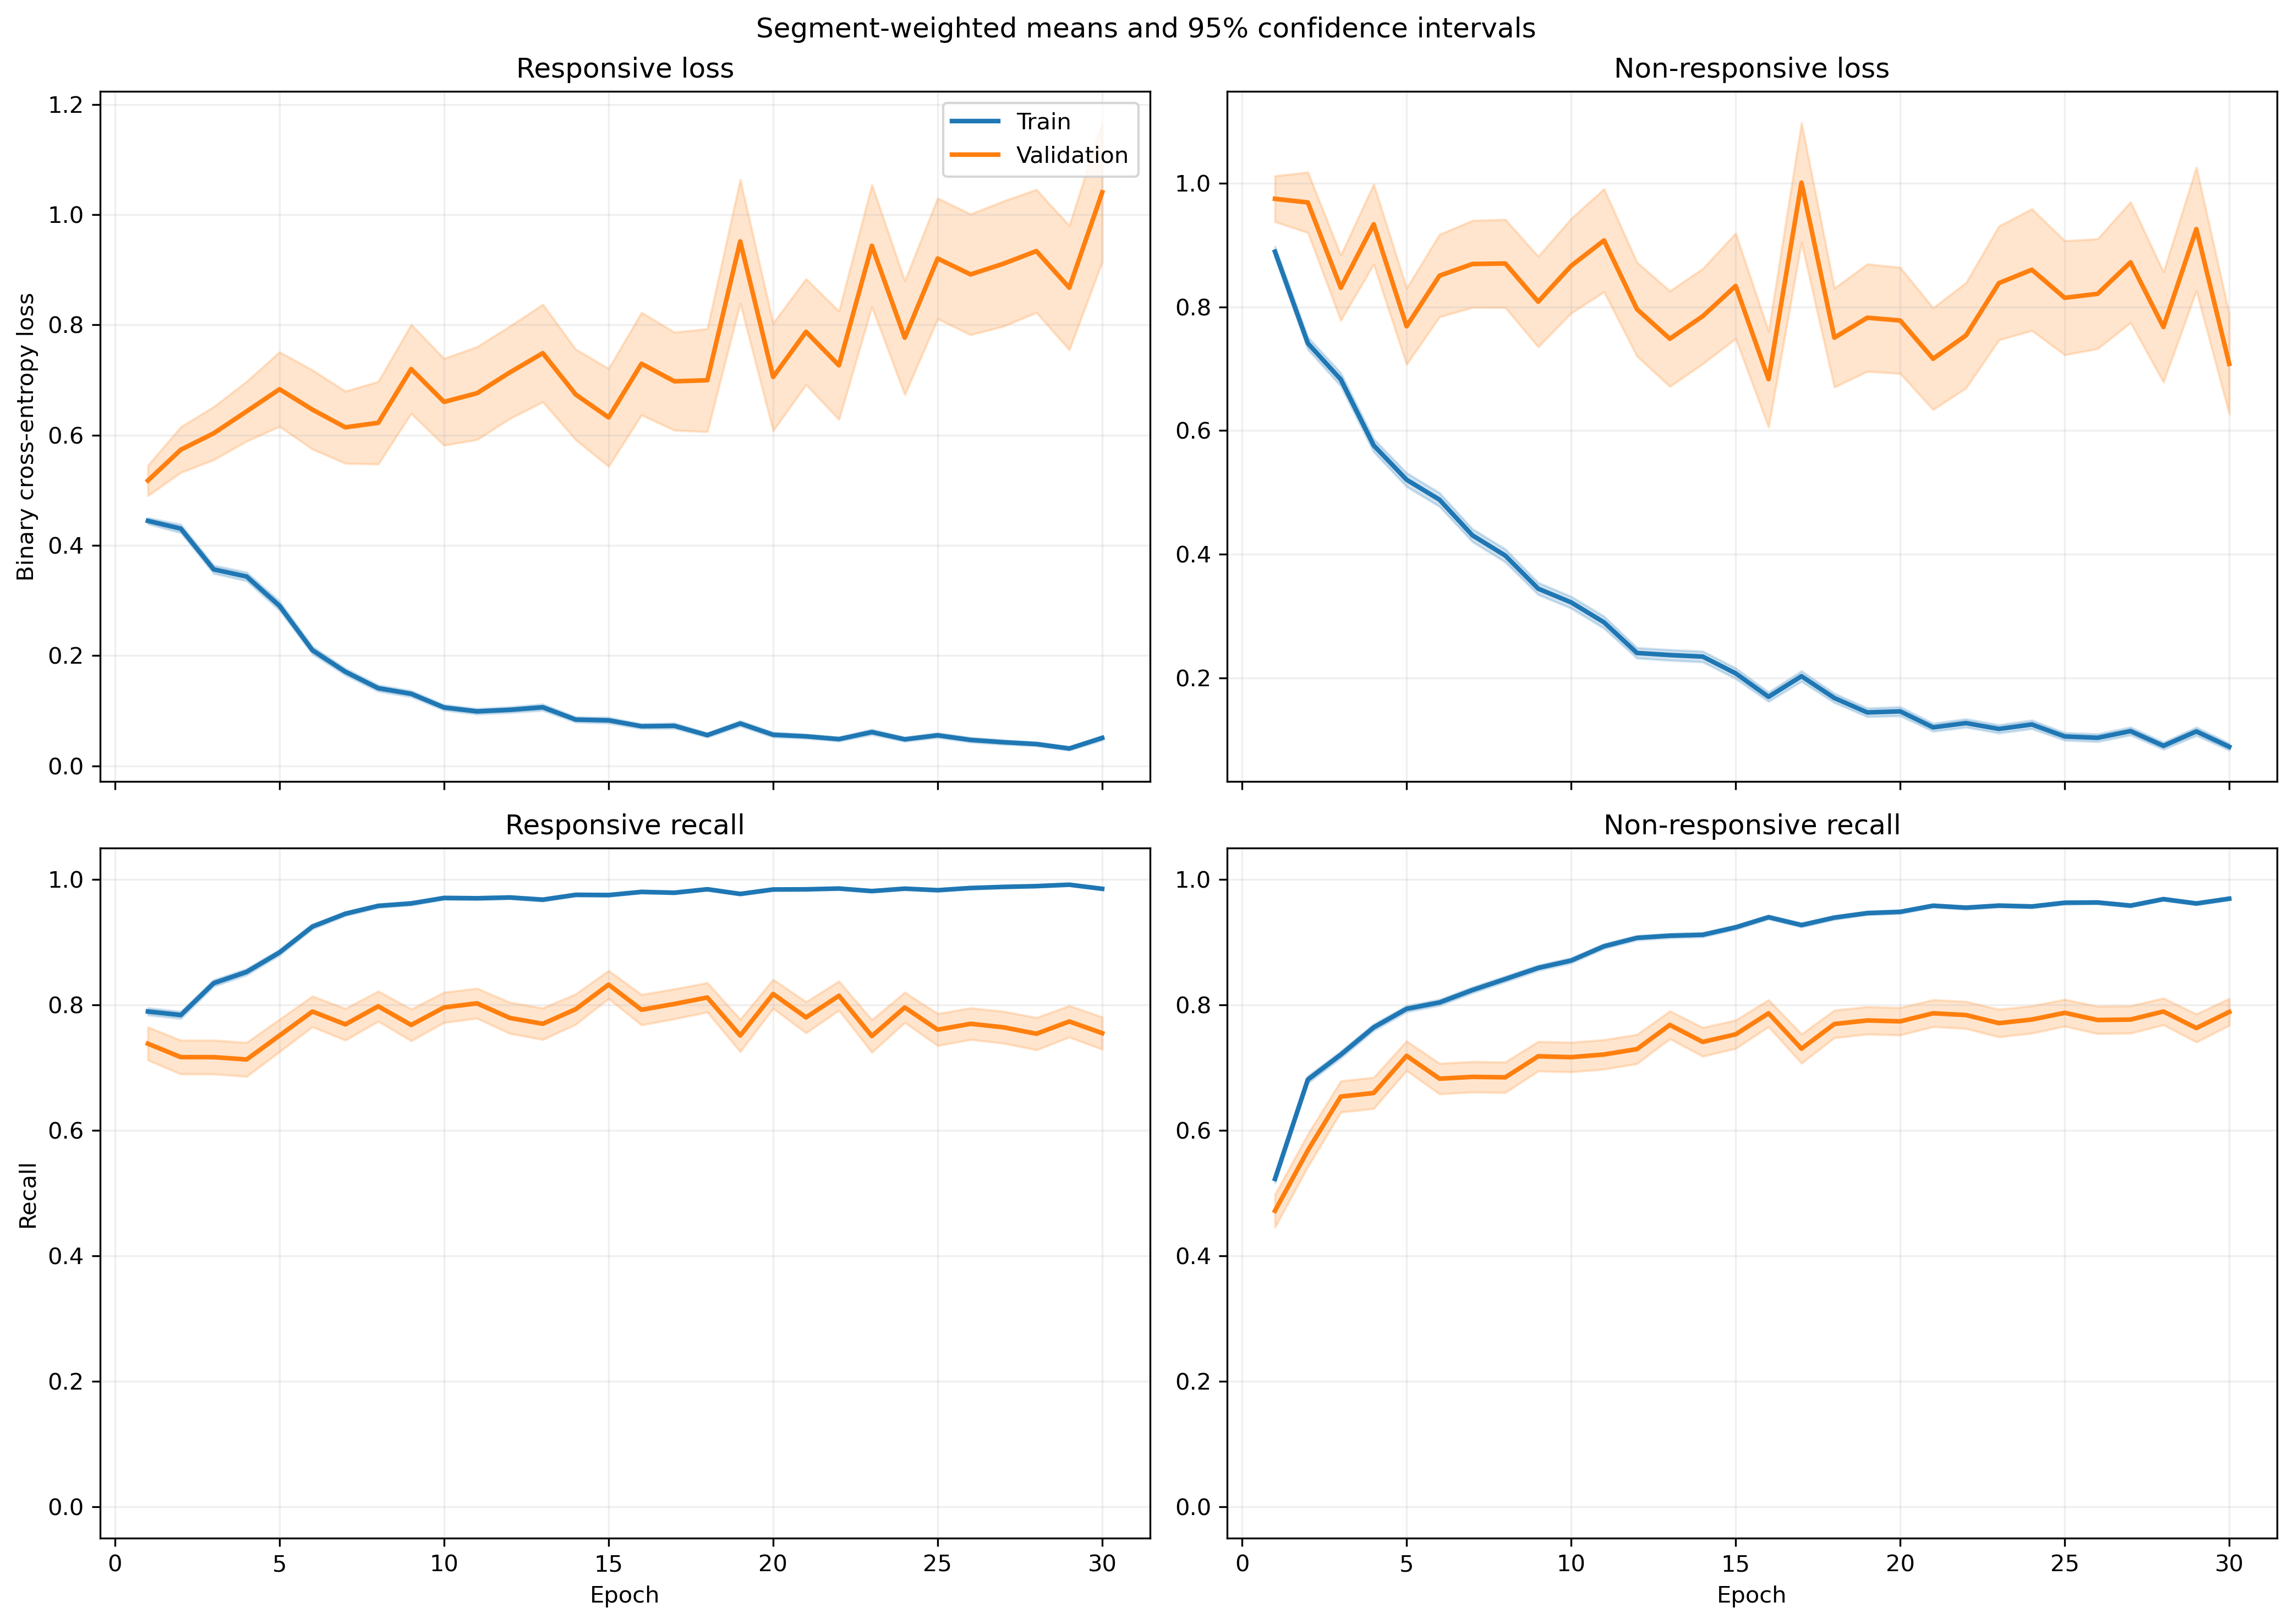 Segment-weighted means and 95% confidence intervals
Responsive loss
Non-responsive loss
Binary cross-entropy loss
1.2
1.0
0.8
0.6
0.4
0.2
0.0
Train
Validation
1.0
0.8
0.6
0.4
0.2
Responsive recall
Non-responsive recall
Recall
1.0
0.8
0.6
0.4
0.2
0.0
0 5 10 15 20 25 30
Epoch
1.0
0.8
0.6
0.4
0.2
0.0
0 5 10 15 20 25 30
Epoch